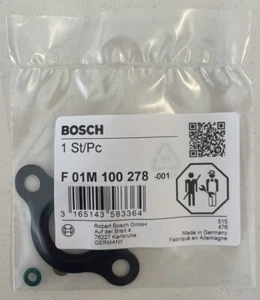 BOSCH
1 St/Pc
F 01M 100 278 -001
3 165143 583364
Robert Bosch GmbH
Auf der Breit 4
76227 Karlsruhe
GERMANY
515
476
Made in Germany
Fabriqué en Allemagne